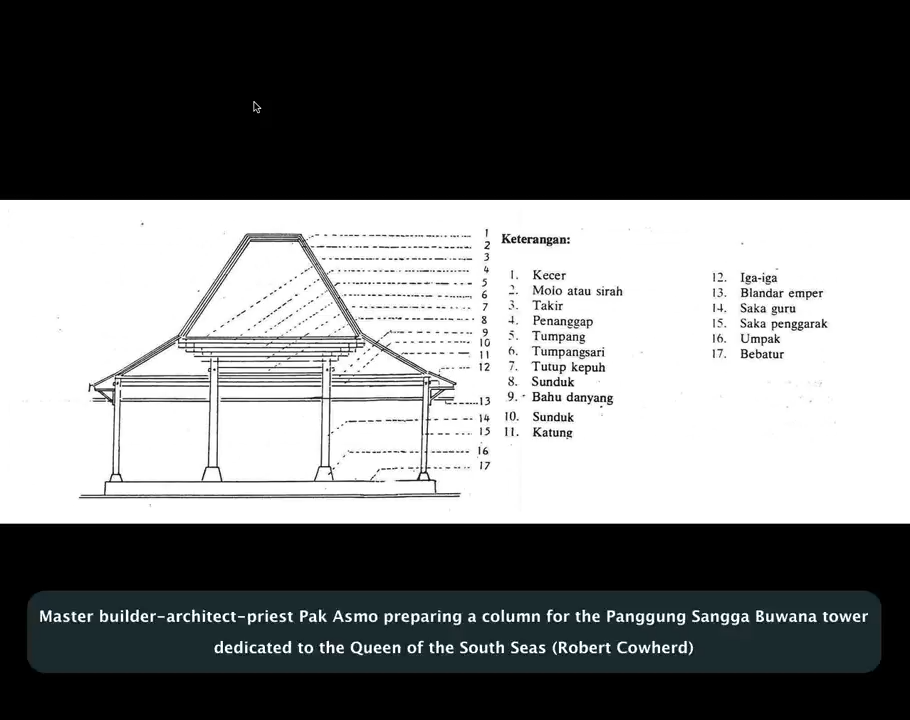 1
2
3
4
5
6
7
8
9
10
11
12
13
14
15
16
17
Keterangan:
1. Kecer
2. Molo atau sirah
3. Takir
4. Penanggap
5. Tumpang
6. Tumpangsari
7. Tutup kepuh
8. Sunduk
9. Bahu danyang
10. Sunduk
11. Katung
12. Iga-iga
13. Blandar emper
14. Saka guru
15. Saka penggarak
16. Umpak
17. Bebatur
Master builder-architect-priest Pak Asmo preparing a column for the Panggung Sangga Buwana tower
dedicated to the Queen of the South Seas (Robert Cowherd)